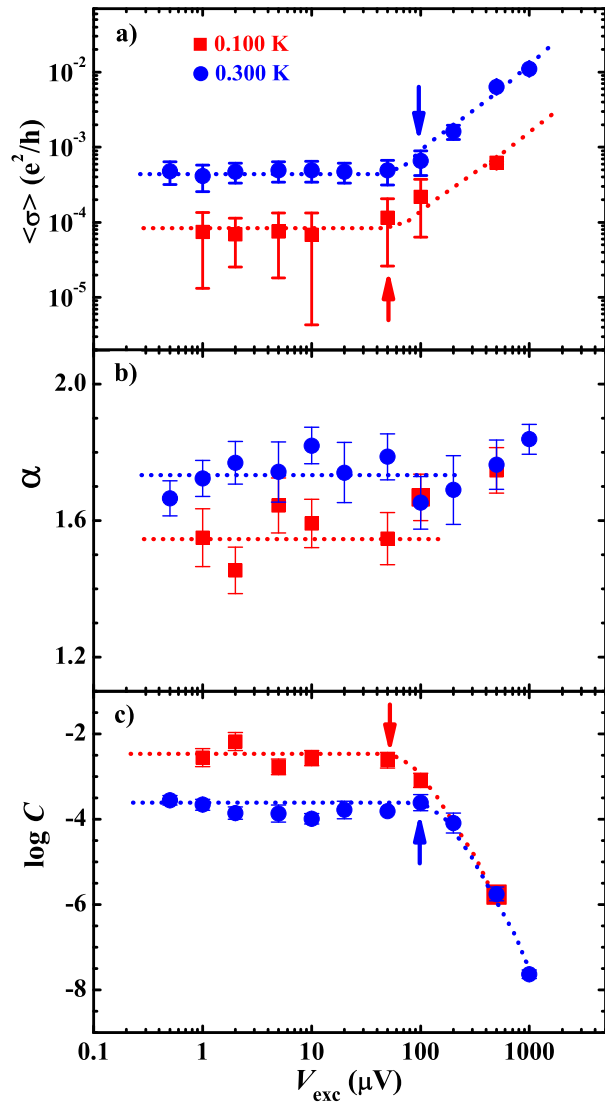 a)
0.100 K
0.300 K
10⁻²
10⁻³
10⁻⁴
10⁻⁵
<σ> (e²/h)
b)
2.0
1.6
1.2
α
c)
-2
-4
-6
-8
log C
0.1 1 10 100 1000
V_exc (μV)